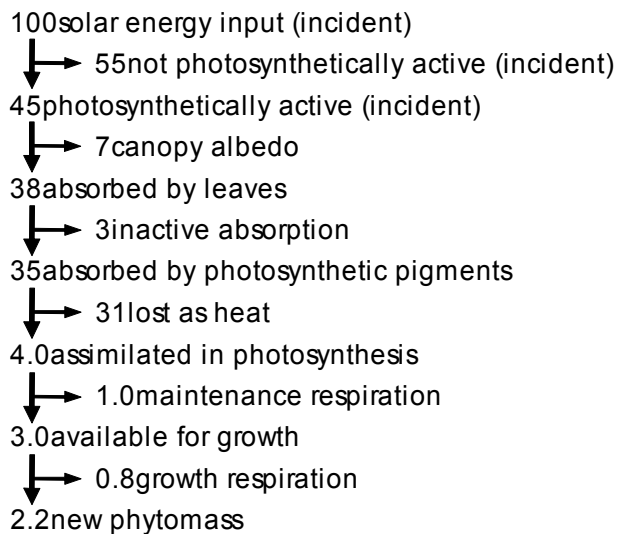 100solar energy input (incident)
55not photosynthetically active (incident)
45photosynthetically active (incident)
7canopy albedo
38absorbed by leaves
3inactive absorption
35absorbed by photosynthetic pigments
31lost as heat
4.0assimilated in photosynthesis
1.0maintenance respiration
3.0available for growth
0.8growth respiration
2.2new phytomass